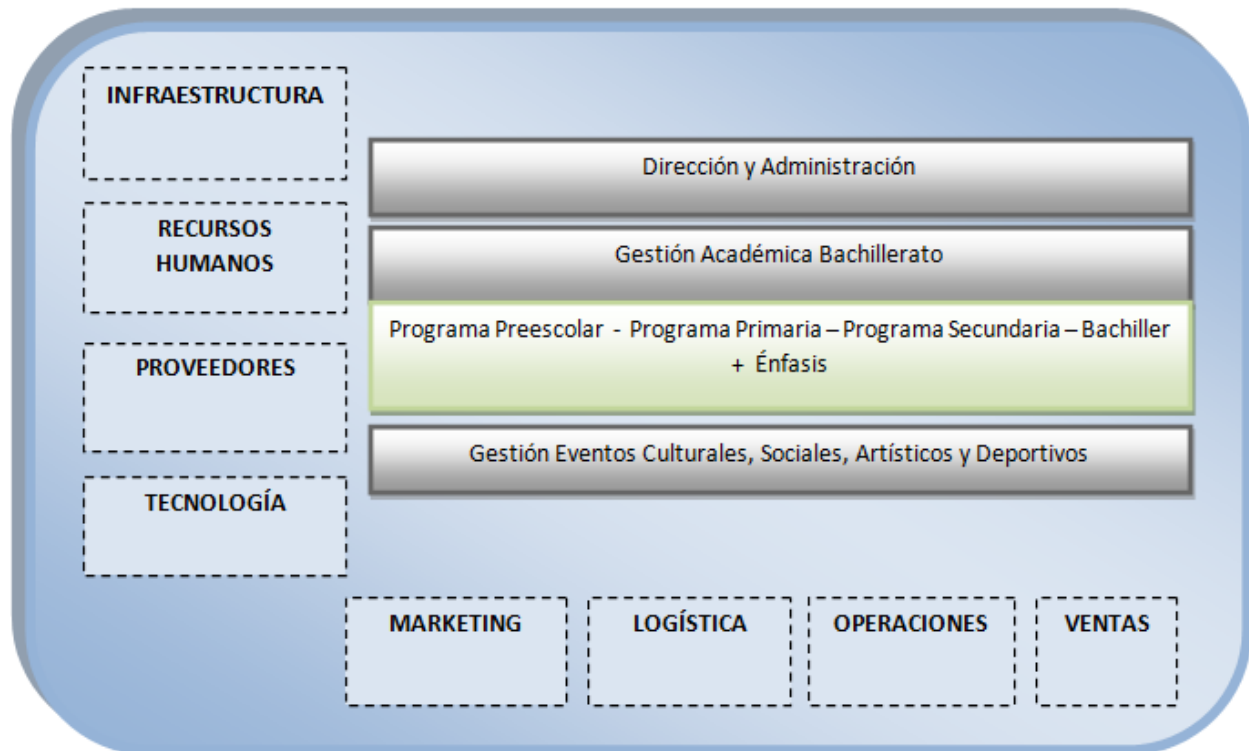 INFRAESTRUCTURA
RECURSOS
HUMANOS
PROVEEDORES
TECNOLOGÍA
Dirección y Administración
Gestión Académica Bachillerato
Programa Preescolar - Programa Primaria – Programa Secundaria – Bachiller
+ Énfasis
Gestión Eventos Culturales, Sociales, Artísticos y Deportivos
MARKETING
LOGÍSTICA
OPERACIONES
VENTAS